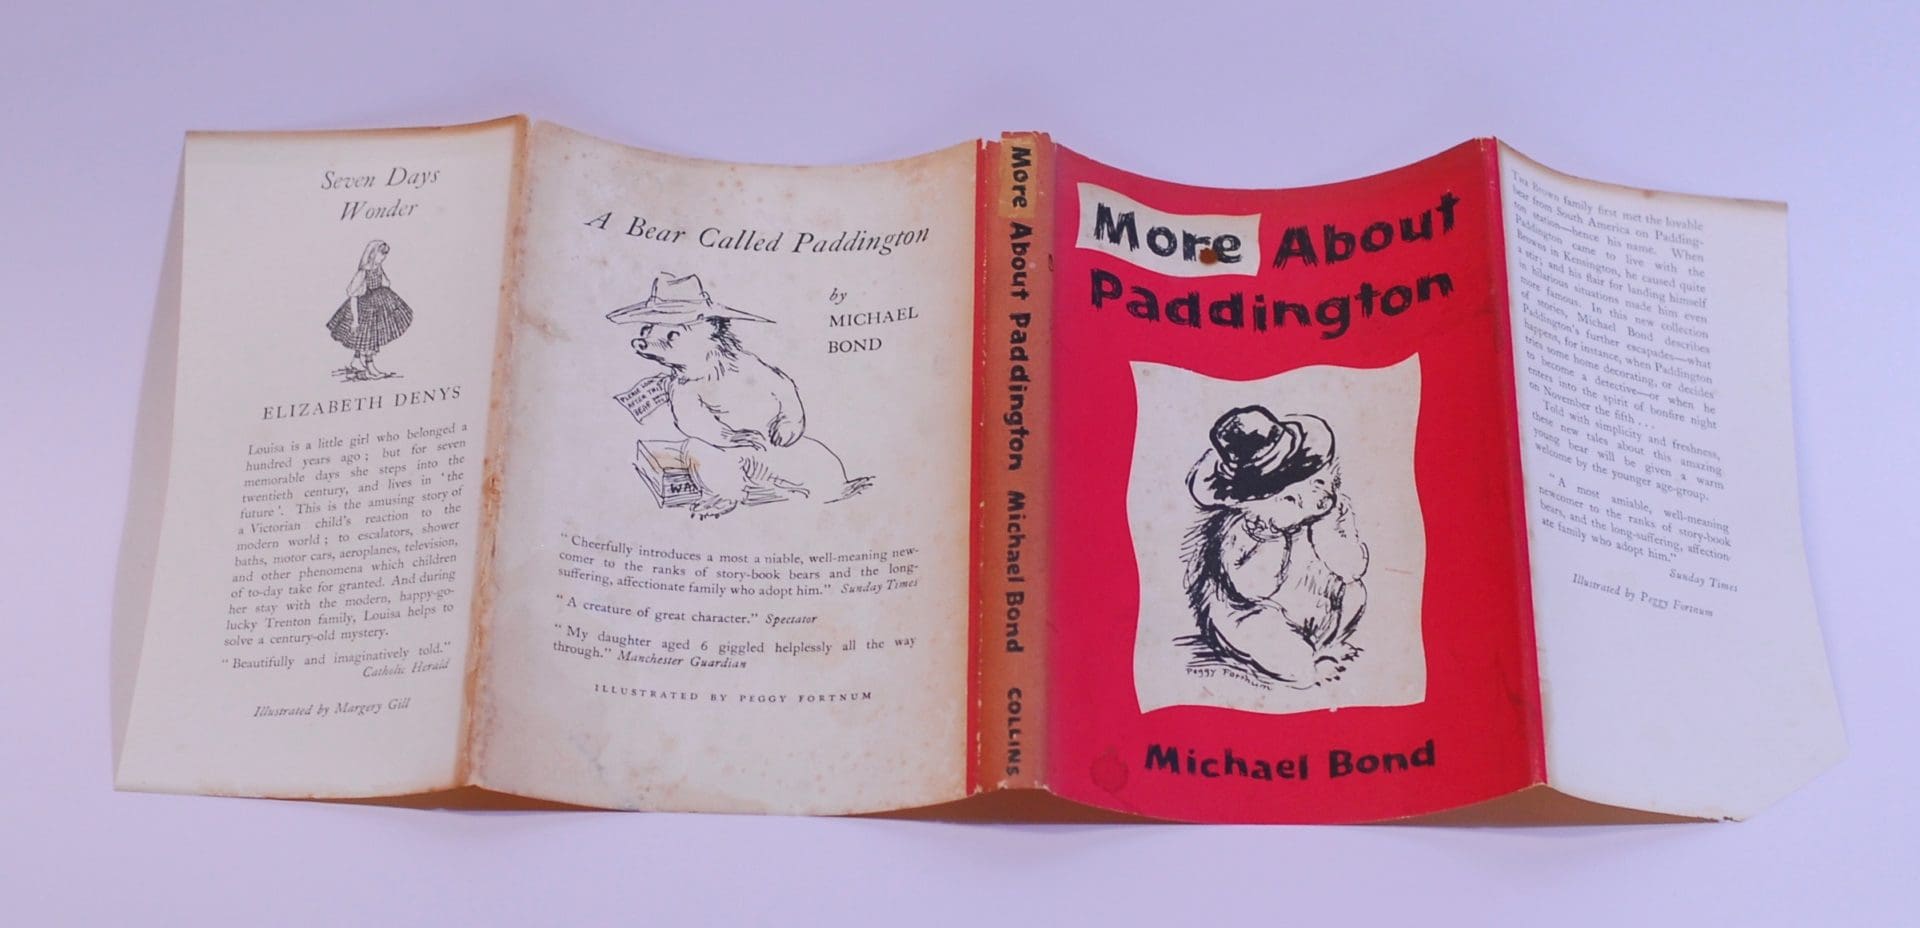 Seven Days
Wonder
ELIZABETH DENYS
Louisa is a little girl who belonged a
hundred years ago ; but for seven
memorable days she steps into the
twentieth century, and lives in ‘ the
future ’. This is the amusing story of
a Victorian child’s reaction to the
modern world ; to escalators, shower
baths, motor cars, aeroplanes, television,
and other phenomena which children
of to-day take for granted. And during
her stay with the modern, happy-go-
lucky Trenton family, Louisa helps to
solve a century-old mystery.
“ Beautifully and imaginatively told.”
Catholic Herald
Illustrated by Margery Gill
A Bear Called Paddington
by
MICHAEL
BOND
PLEASE LOOK
AFTER THIS
BEAR
WAX
“ Cheerfully introduces a most a niable, well-meaning new-
comer to the ranks of story-book bears and the long-
suffering, affectionate family who adopt him.” Sunday Times
“ A creature of great character.” Spectator
“ My daughter aged 6 giggled helplessly all the way
through.” Manchester Guardian
ILLUSTRATED BY PEGGY FORTNUM
More About Paddington Michael Bond COLLINS
More About
Paddington
Peggy Fortnum
Michael Bond
THE Brown family first met the lovable
bear from South America on Padding-
ton station—hence his name. When
Paddington came to live with the
Browns in Kensington, he caused quite
a stir; and his flair for landing himself
in hilarious situations made him even
more famous. In this new collection
of stories, Michael Bond describes
Paddington’s further escapades—what
happens, for instance, when Paddington
tries some home decorating, or decides
to become a detective—or when he
enters into the spirit of bonfire night
on November the fifth . . .
Told with simplicity and freshness,
these new tales about this amazing
young bear will be given a warm
welcome by the younger age-group.
“ A most amiable, well-meaning
newcomer to the ranks of story-book
bears, and the long-suffering, affection-
ate family who adopt him.”
Sunday Times
Illustrated by Peggy Fortnum